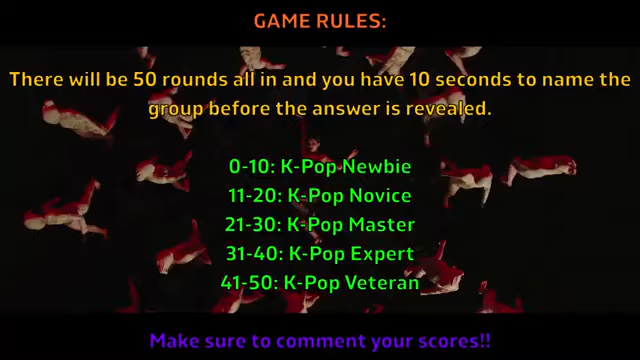 GAME RULES:
There will be 50 rounds all in and you have 10 seconds to name the
group before the answer is revealed.
0-10: K-Pop Newbie
11-20: K-Pop Novice
21-30: K-Pop Master
31-40: K-Pop Expert
41-50: K-Pop Veteran
Make sure to comment your scores!!